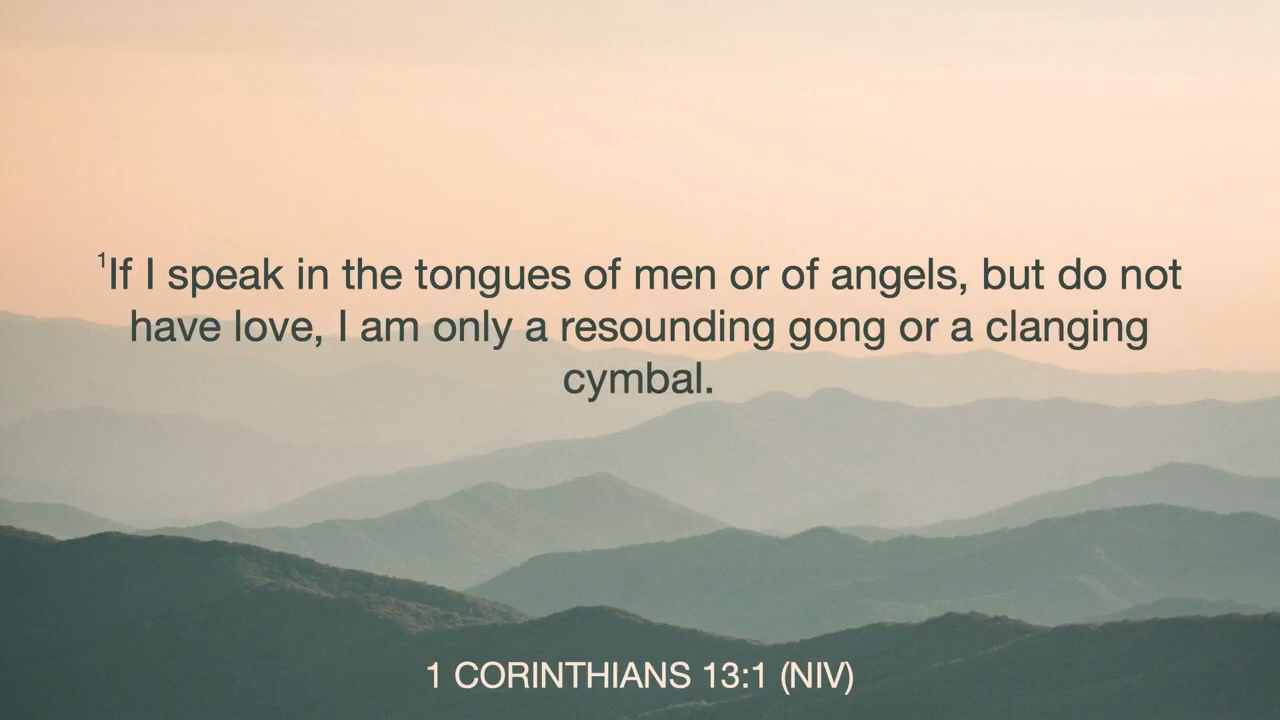 ¹If I speak in the tongues of men or of angels, but do not
have love, I am only a resounding gong or a clanging
cymbal.
1 CORINTHIANS 13:1 (NIV)